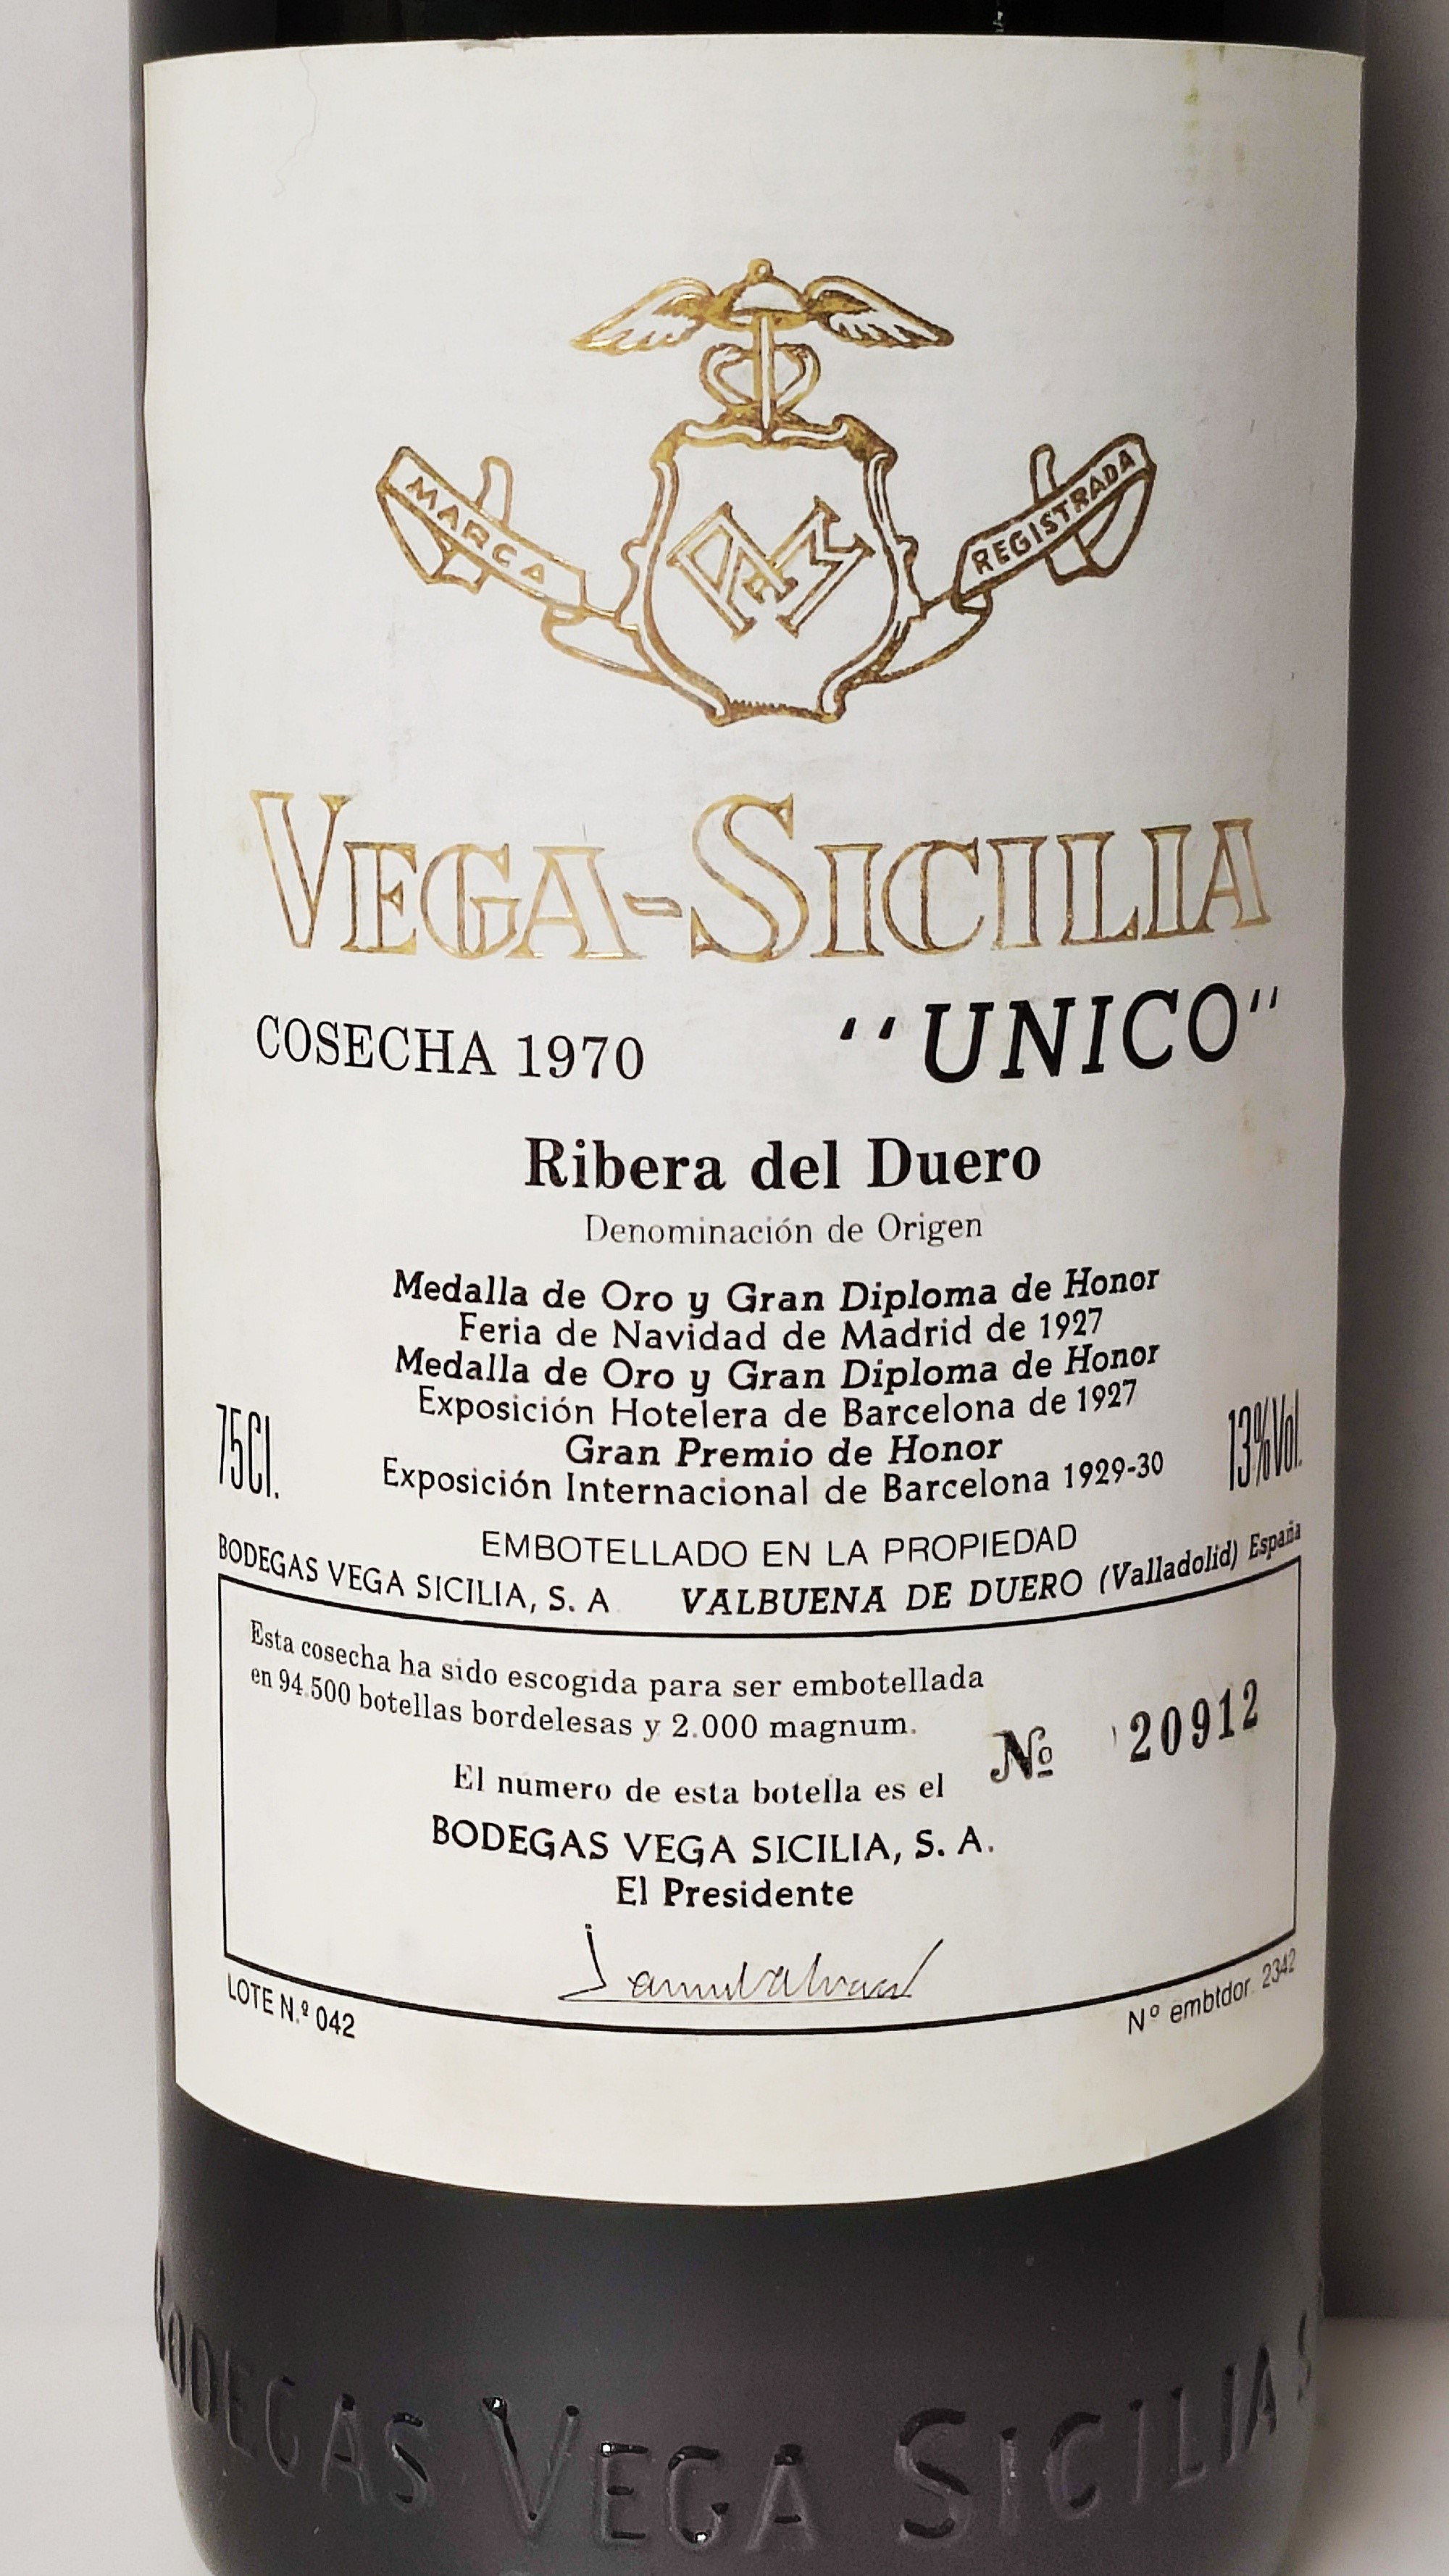 MARCA
REGISTRADA
VEGA-SICILIA
COSECHA 1970 "UNICO"
Ribera del Duero
Denominación de Origen
Medalla de Oro y Gran Diploma de Honor
Feria de Navidad de Madrid de 1927
Medalla de Oro y Gran Diploma de Honor
Exposición Hotelera de Barcelona de 1927
Gran Premio de Honor
Exposición Internacional de Barcelona 1929-30
75Cl.
13%Vol.
EMBOTELLADO EN LA PROPIEDAD
BODEGAS VEGA SICILIA, S. A. VALBUENA DE DUERO (Valladolid) España
Esta cosecha ha sido escogida para ser embotellada
en 94.500 botellas bordelesas y 2.000 magnum.
El numero de esta botella es el Nº 20912
BODEGAS VEGA SICILIA, S. A.
El Presidente
LOTE N.º 042
Nº embtdor. 2342
BODEGAS VEGA SICILIA S